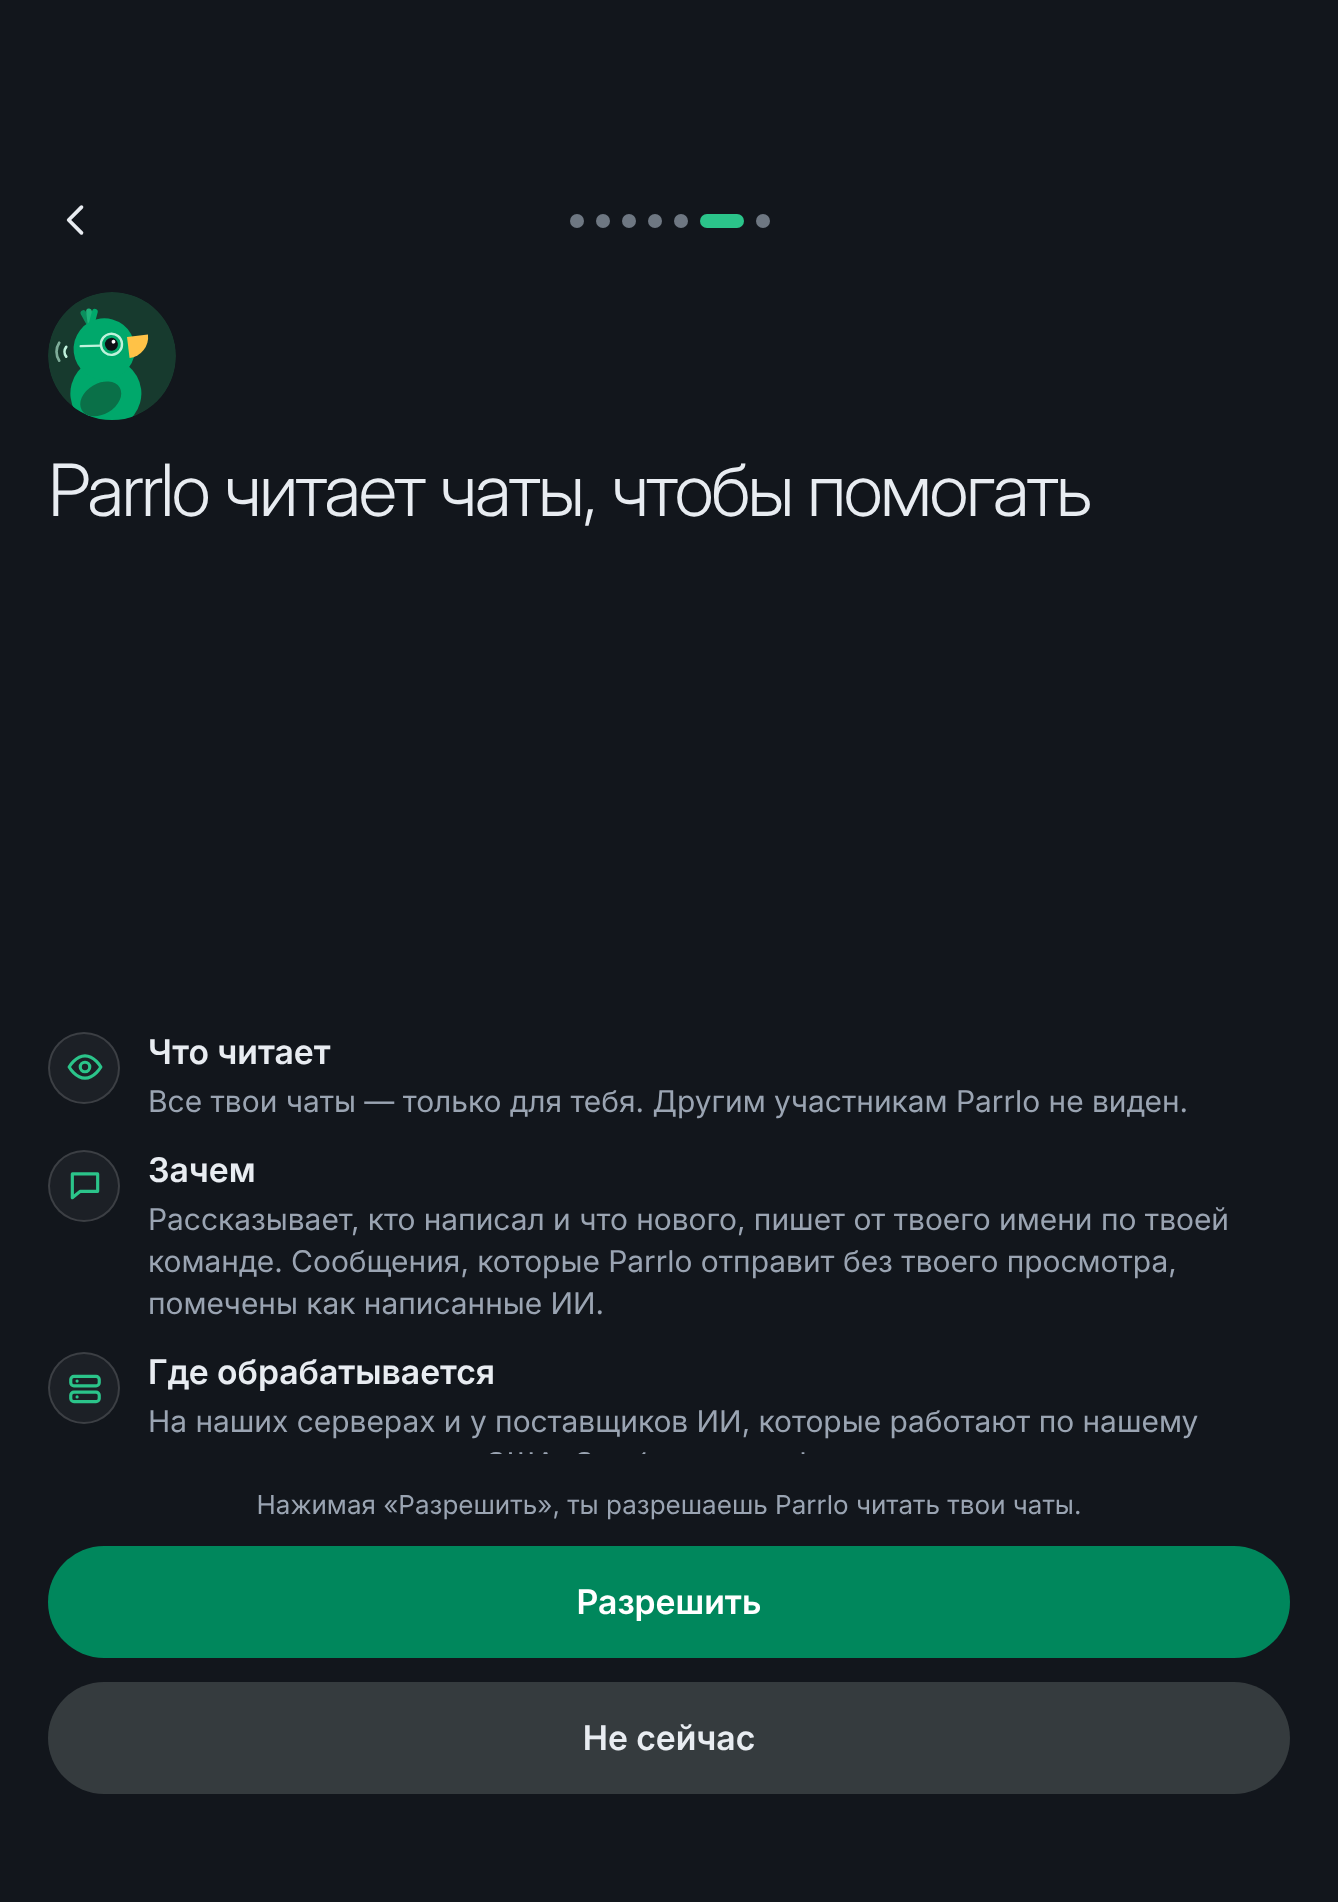 Parrlo читает чаты, чтобы помогать
Что читает
Все твои чаты — только для тебя. Другим участникам Parrlo не виден.
Зачем
Рассказывает, кто написал и что нового, пишет от твоего имени по твоей
команде. Сообщения, которые Parrlo отправит без твоего просмотра,
помечены как написанные ИИ.
Где обрабатывается
На наших серверах и у поставщиков ИИ, которые работают по нашему
Нажимая «Разрешить», ты разрешаешь Parrlo читать твои чаты.
Разрешить
Не сейчас